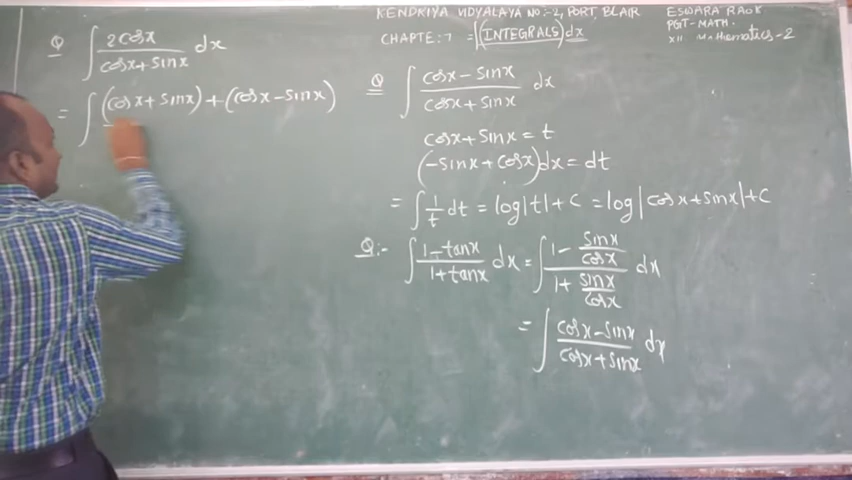 KENDRIYA VIDYALAYA NO:-2, PORT, BLAIR
ESWARA RAO K.
PGT-MATH.
CHAPTE: 7 = ∫(INTEGRALS)dx
XII Mathematics-2
Q ∫ 2cosx / (cosx + sinx) dx
= ∫ (cosx + sinx) + (cosx - sinx)
Q ∫ (cosx - sinx) / (cosx + sinx) dx
cosx + sinx = t
(-sinx + cosx)dx = dt
= ∫ 1/t dt = log|t| + C = log|cosx + sinx| + C
Q:- ∫ (1 - tanx) / (1 + tanx) dx = ∫ (1 - sinx/cosx) / (1 + sinx/cosx) dx
= ∫ (cosx - sinx) / (cosx + sinx) dx